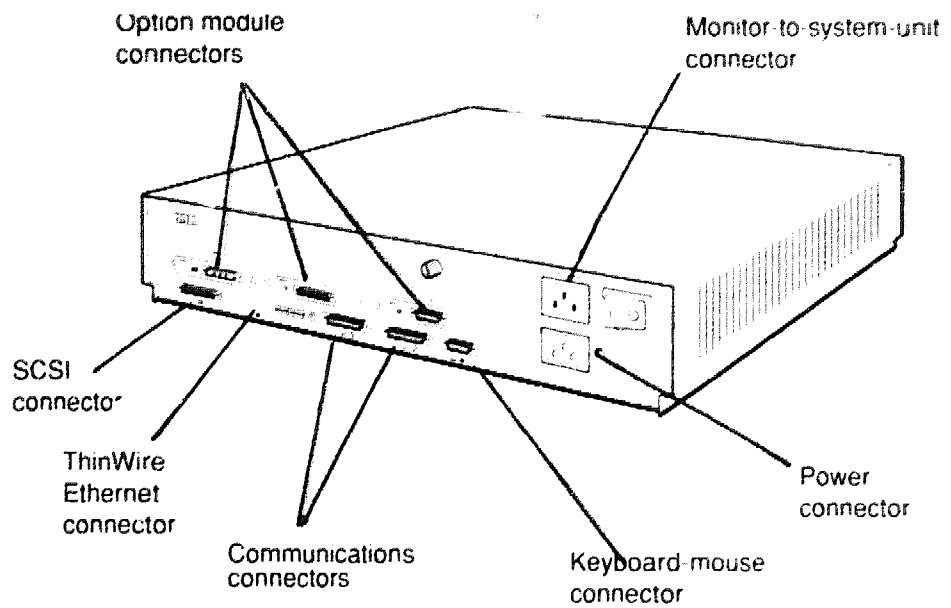 Option module
connectors
Monitor-to-system-unit
connector
SCSI
connector
ThinWire
Ethernet
connector
Communications
connectors
Keyboard-mouse
connector
Power
connector